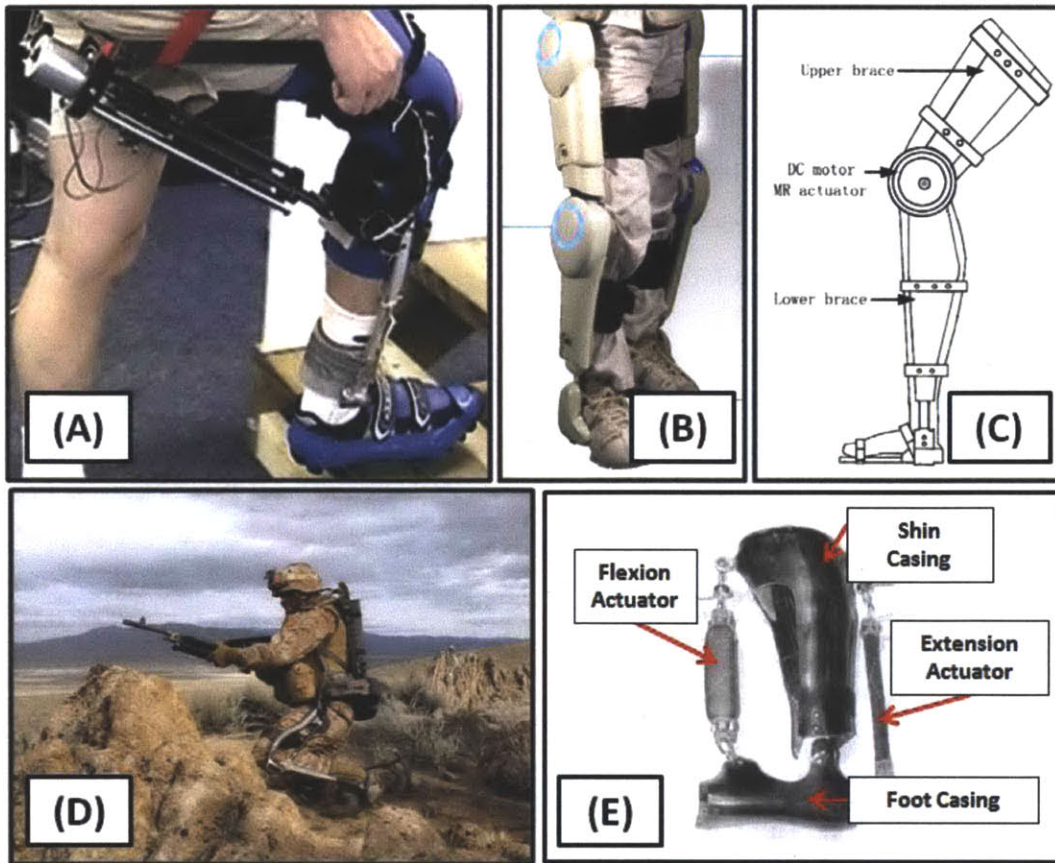 (A)
(B)
Upper brace
DC motor
MR actuator
Lower brace
(C)
(D)
Flexion
Actuator
Shin
Casing
Extension
Actuator
Foot Casing
(E)